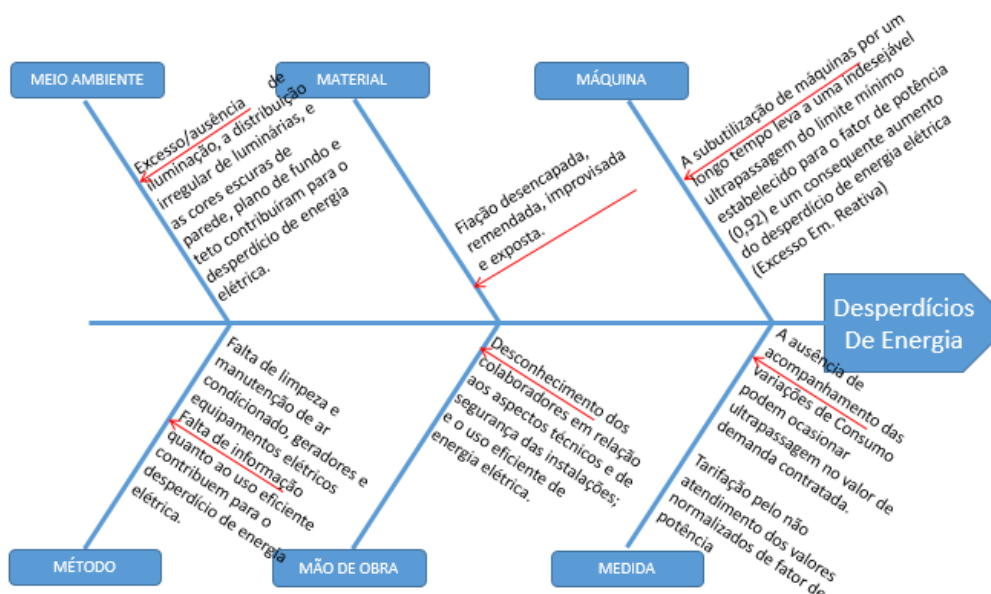 MEIO AMBIENTE
MATERIAL
MÁQUINA
Excesso/ausência de
iluminação, a distribuição
irregular de luminárias, e
as cores escuras de
parede, plano de fundo e
teto contribuíram para o
desperdício de energia
elétrica.
Fiação desencapada,
remendada, improvisada
e exposta.
A subutilização de máquinas por um
longo tempo leva a uma indesejável
ultrapassagem do limite mínimo
estabelecido para o fator de potência
(0,92) e um consequente aumento
do desperdício de energia elétrica
(Excesso Em. Reativa)
Desperdícios
De Energia
Falta de limpeza e
manutenção de ar
condicionado, geradores e
equipamentos elétricos
Falta de informação
quanto ao uso eficiente
contribuem para o
desperdício de energia
elétrica.
Desconhecimento dos
colaboradores em relação
aos aspectos técnicos e de
segurança das instalações;
e o uso eficiente de
energia elétrica.
A ausência de
acompanhamento das
variações de Consumo
podem ocasionar
ultrapassagem no valor de
demanda contratada.
Tarifação pelo não
atendimento dos valores
normalizados de fator de
potência
MÉTODO
MÃO DE OBRA
MEDIDA